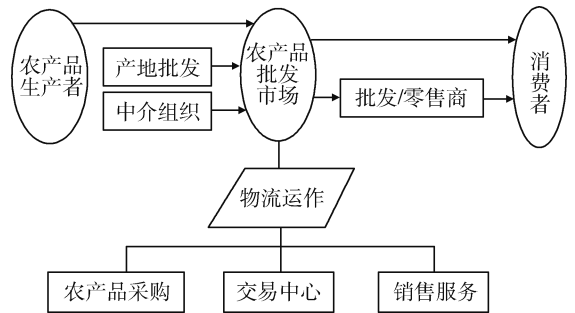 农产品
生产者
产地批发
中介组织
农产品
批发
市场
批发/零售商
消
费
者
物流运作
农产品采购
交易中心
销售服务